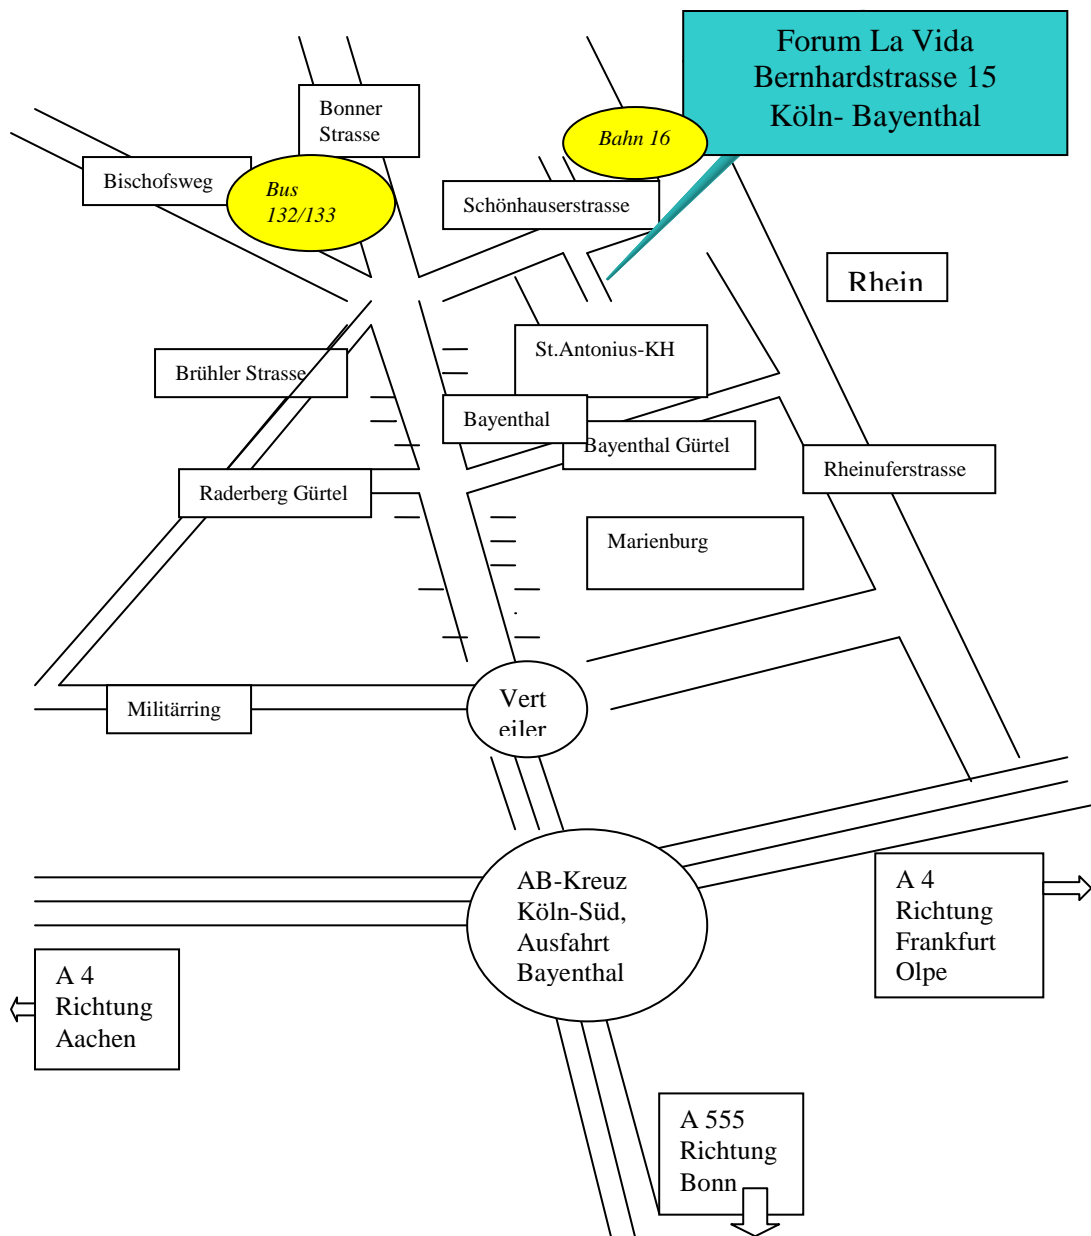 Forum La Vida
Bernhardstrasse 15
Köln- Bayenthal
Bonner
Strasse
Bahn 16
Bischofsweg
Bus
132/133
Schönhauserstrasse
Rhein
St.Antonius-KH
Brühler Strasse
Bayenthal
Bayenthal Gürtel
Rheinuferstrasse
Raderberg Gürtel
Marienburg
Militärring
Vert
eiler
AB-Kreuz
Köln-Süd,
Ausfahrt
Bayenthal
A 4
Richtung
Frankfurt
Olpe
A 4
Richtung
Aachen
A 555
Richtung
Bonn